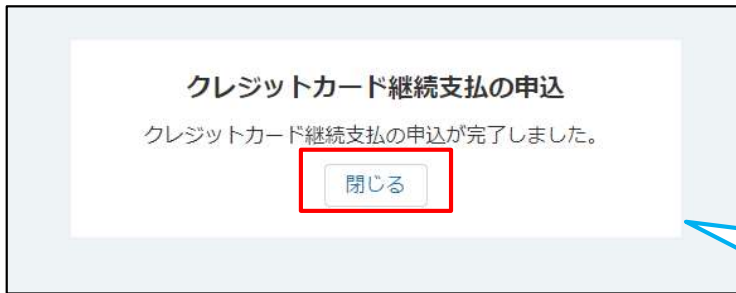 クレジットカード継続支払の申込
クレジットカード継続支払の申込が完了しました。
閉じる